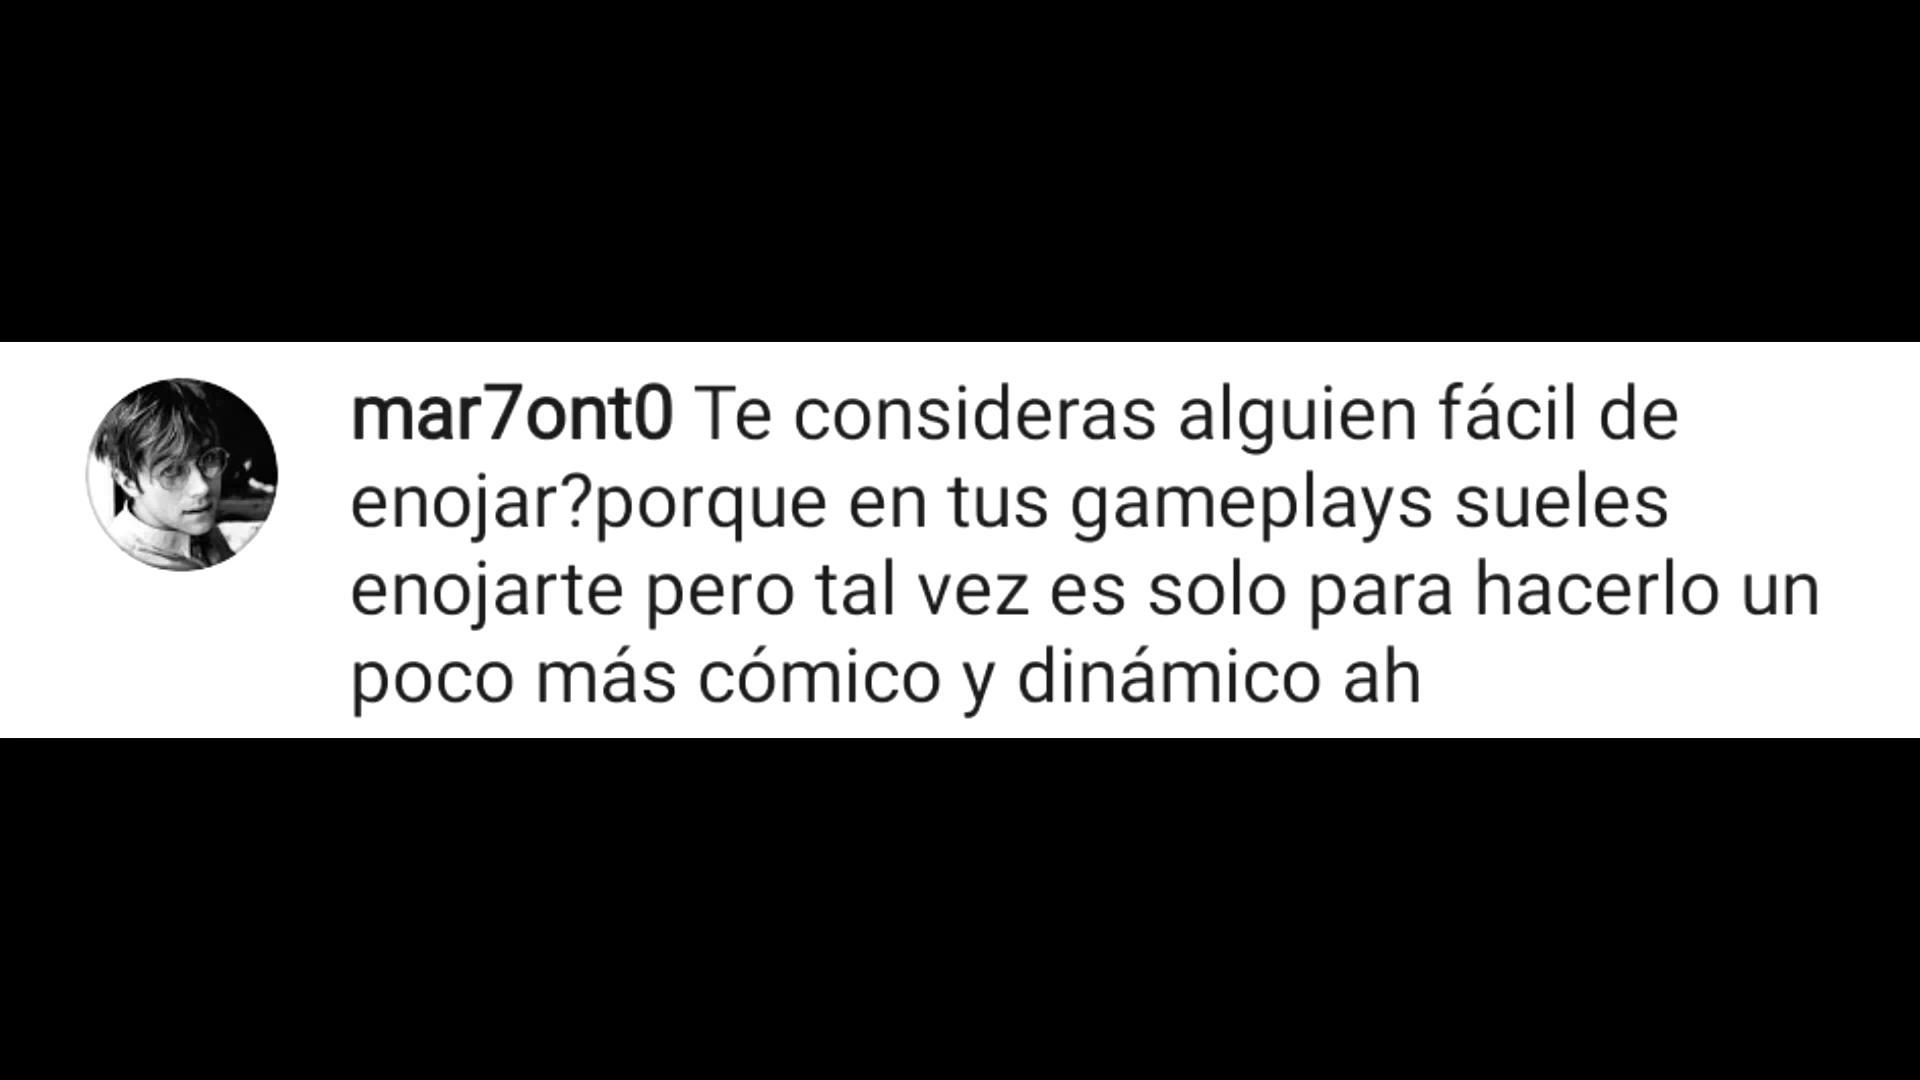 mar7ont0 Te consideras alguien fácil de
enojar?porque en tus gameplays sueles
enojarte pero tal vez es solo para hacerlo un
poco más cómico y dinámico ah